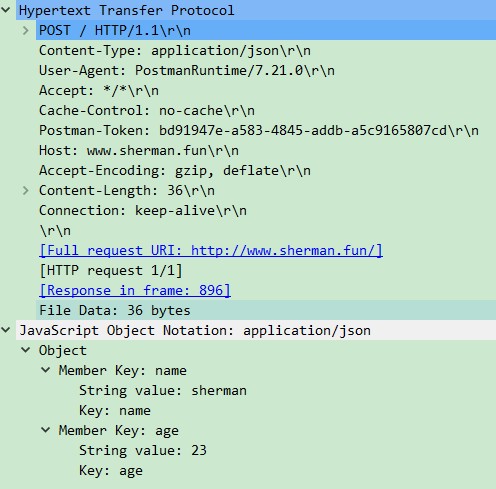 Hypertext Transfer Protocol
POST / HTTP/1.1\r\n
Content-Type: application/json\r\n
User-Agent: PostmanRuntime/7.21.0\r\n
Accept: */*\r\n
Cache-Control: no-cache\r\n
Postman-Token: bd91947e-a583-4845-addb-a5c9165807cd\r\n
Host: www.sherman.fun\r\n
Accept-Encoding: gzip, deflate\r\n
Content-Length: 36\r\n
Connection: keep-alive\r\n
\r\n
[Full request URI: http://www.sherman.fun/]
[HTTP request 1/1]
[Response in frame: 896]
File Data: 36 bytes
JavaScript Object Notation: application/json
Object
Member Key: name
String value: sherman
Key: name
Member Key: age
String value: 23
Key: age